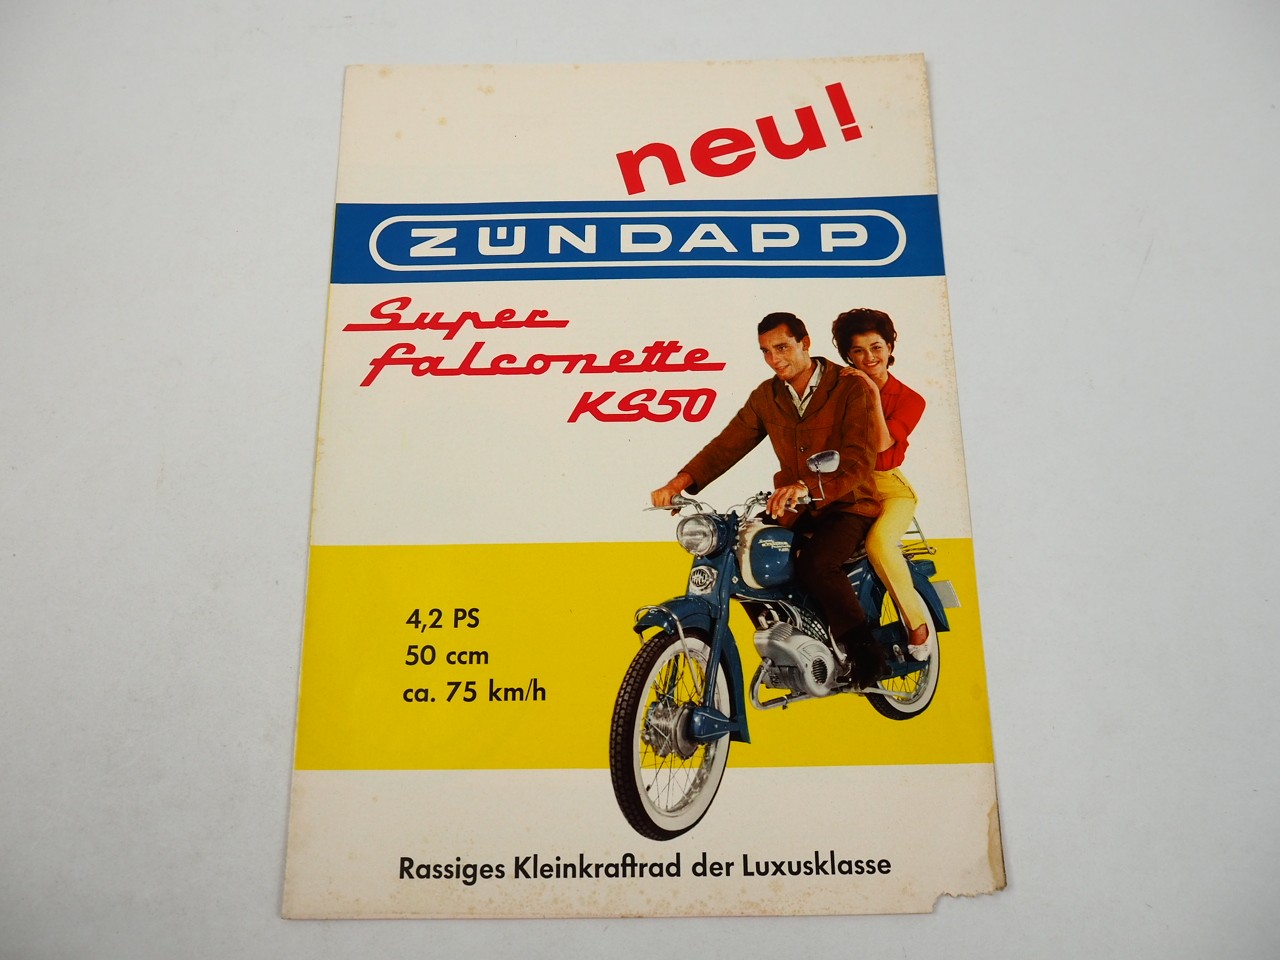 neu!
ZÜNDAPP
Super
falconette
KS50
4,2 PS
50 ccm
ca. 75 km/h
Rassiges Kleinkraftrad der Luxusklasse